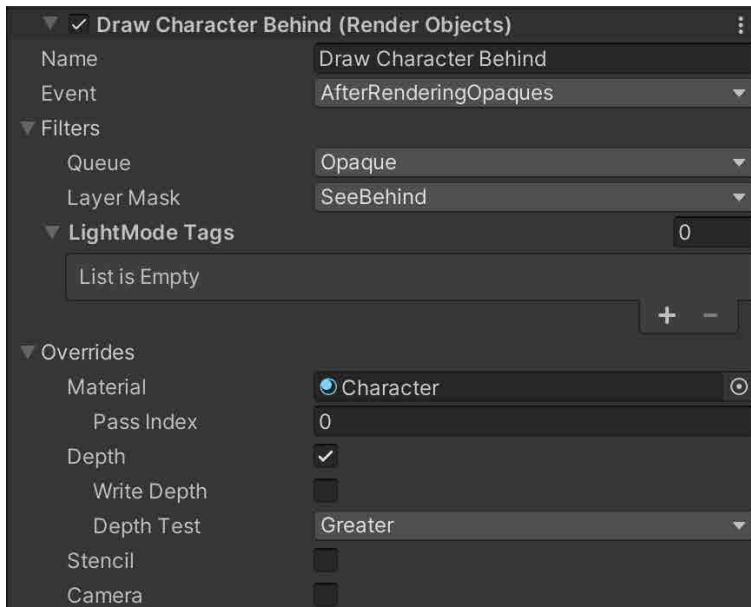 Draw Character Behind (Render Objects)
Name Draw Character Behind
Event AfterRenderingOpaques
Filters
Queue Opaque
Layer Mask SeeBehind
LightMode Tags 0
List is Empty
+ −
Overrides
Material Character
Pass Index 0
Depth
Write Depth
Depth Test Greater
Stencil
Camera